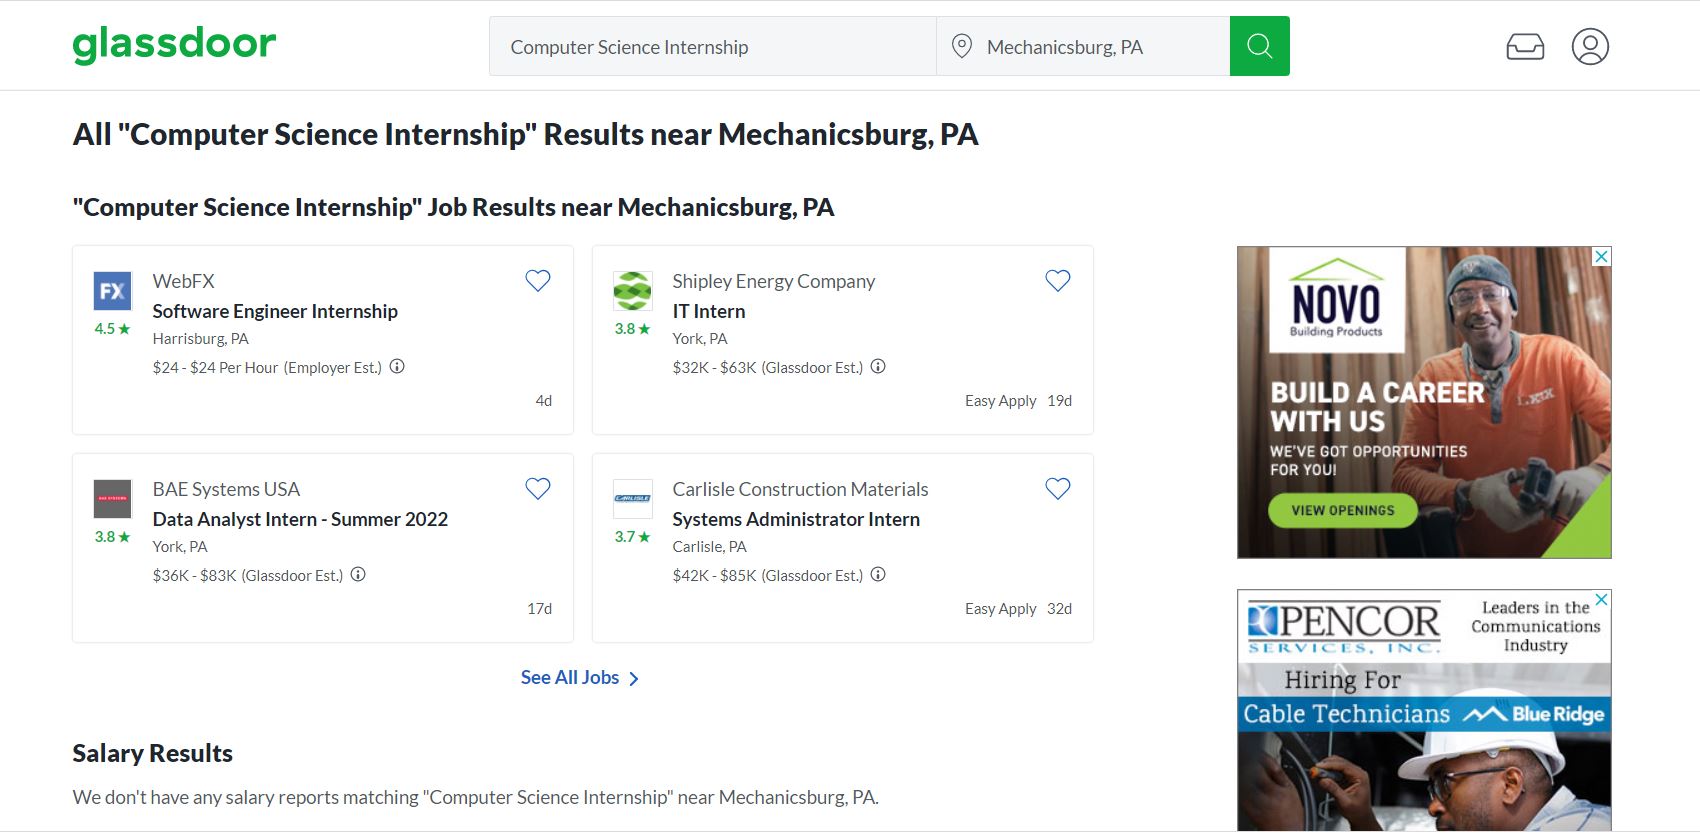 glassdoor
Computer Science Internship
Mechanicsburg, PA
All "Computer Science Internship" Results near Mechanicsburg, PA
"Computer Science Internship" Job Results near Mechanicsburg, PA
FX
4.5 ★
WebFX
Software Engineer Internship
Harrisburg, PA
$24 - $24 Per Hour (Employer Est.)
4d
3.8 ★
Shipley Energy Company
IT Intern
York, PA
$32K - $63K (Glassdoor Est.)
Easy Apply 19d
BAE SYSTEMS
3.8 ★
BAE Systems USA
Data Analyst Intern - Summer 2022
York, PA
$36K - $83K (Glassdoor Est.)
17d
CARLISLE
3.7 ★
Carlisle Construction Materials
Systems Administrator Intern
Carlisle, PA
$42K - $85K (Glassdoor Est.)
Easy Apply 32d
See All Jobs
Salary Results
We don't have any salary reports matching "Computer Science Internship" near Mechanicsburg, PA.
NOVO
Building Products
BUILD A CAREER
WITH US
WE'VE GOT OPPORTUNITIES
FOR YOU!
VIEW OPENINGS
PENCOR
SERVICES, INC.
Leaders in the
Communications
Industry
Hiring For
Cable Technicians
Blue Ridge